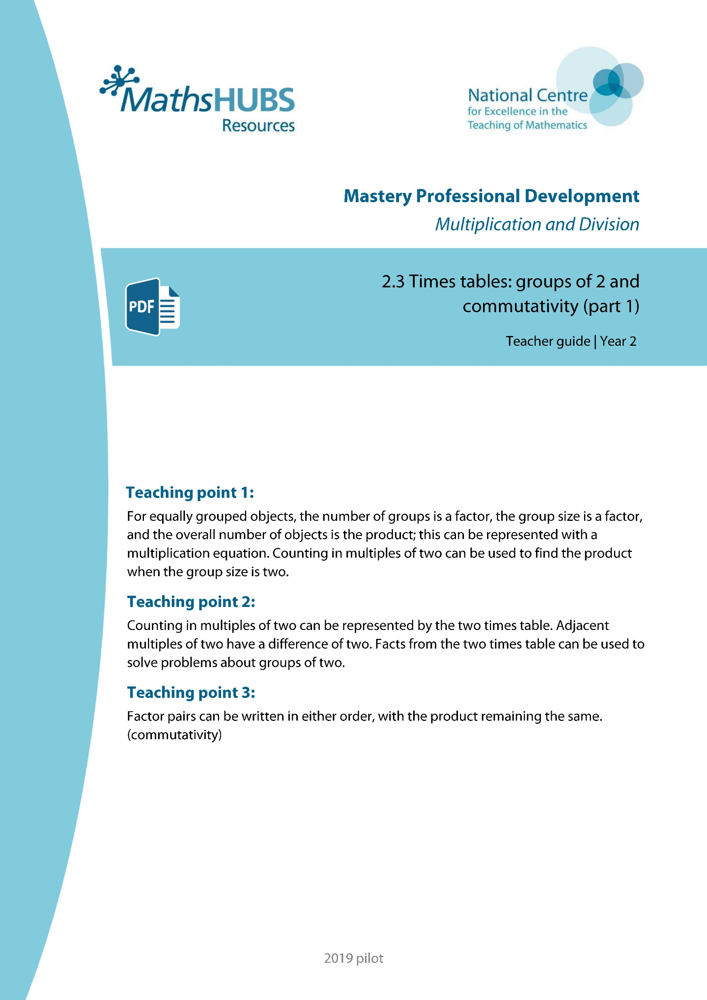 MathsHUBS
Resources
National Centre
for Excellence in the
Teaching of Mathematics
Mastery Professional Development
Multiplication and Division
PDF
2.3 Times tables: groups of 2 and
commutativity (part 1)
Teacher guide | Year 2
Teaching point 1:
For equally grouped objects, the number of groups is a factor, the group size is a factor,
and the overall number of objects is the product; this can be represented with a
multiplication equation. Counting in multiples of two can be used to find the product
when the group size is two.
Teaching point 2:
Counting in multiples of two can be represented by the two times table. Adjacent
multiples of two have a difference of two. Facts from the two times table can be used to
solve problems about groups of two.
Teaching point 3:
Factor pairs can be written in either order, with the product remaining the same.
(commutativity)
2019 pilot